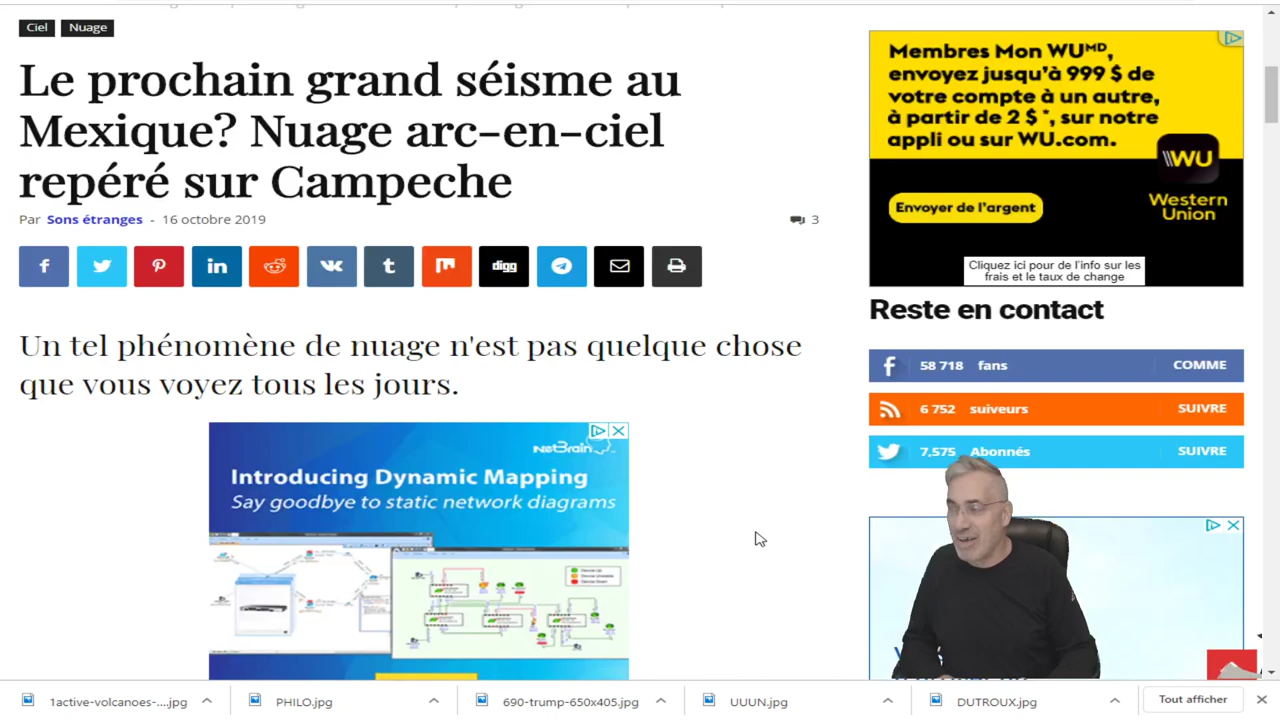 Ciel
Nuage
Le prochain grand séisme au
Mexique? Nuage arc-en-ciel
repéré sur Campeche
Par Sons étranges - 16 octobre 2019
3
digg
Un tel phénomène de nuage n'est pas quelque chose
que vous voyez tous les jours.
netBrain
Introducing Dynamic Mapping
Say goodbye to static network diagrams
Membres Mon WUMD,
envoyez jusqu'à 999 $ de
votre compte à un autre,
à partir de 2 $*, sur notre
appli ou sur WU.com.
WU
Western
Union
Envoyer de l'argent
Cliquez ici pour de l'info sur les
frais et le taux de change
Reste en contact
58 718 fans
COMME
6 752 suiveurs
SUIVRE
7,575 Abonnés
SUIVRE
1active-volcanoes-....jpg
PHILO.jpg
690-trump-650x405.jpg
UUUN.jpg
DUTROUX.jpg
Tout afficher